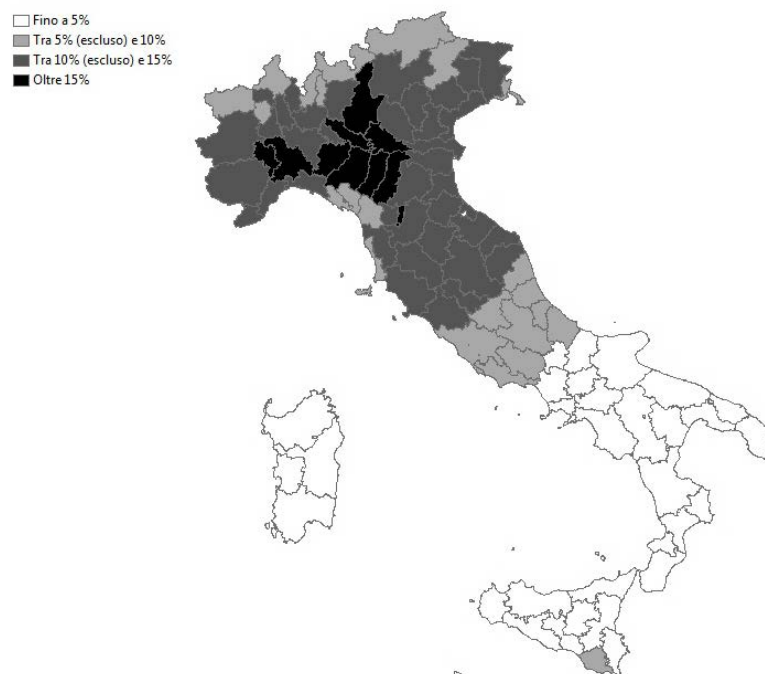 Fino a 5%
Tra 5% (escluso) e 10%
Tra 10% (escluso) e 15%
Oltre 15%